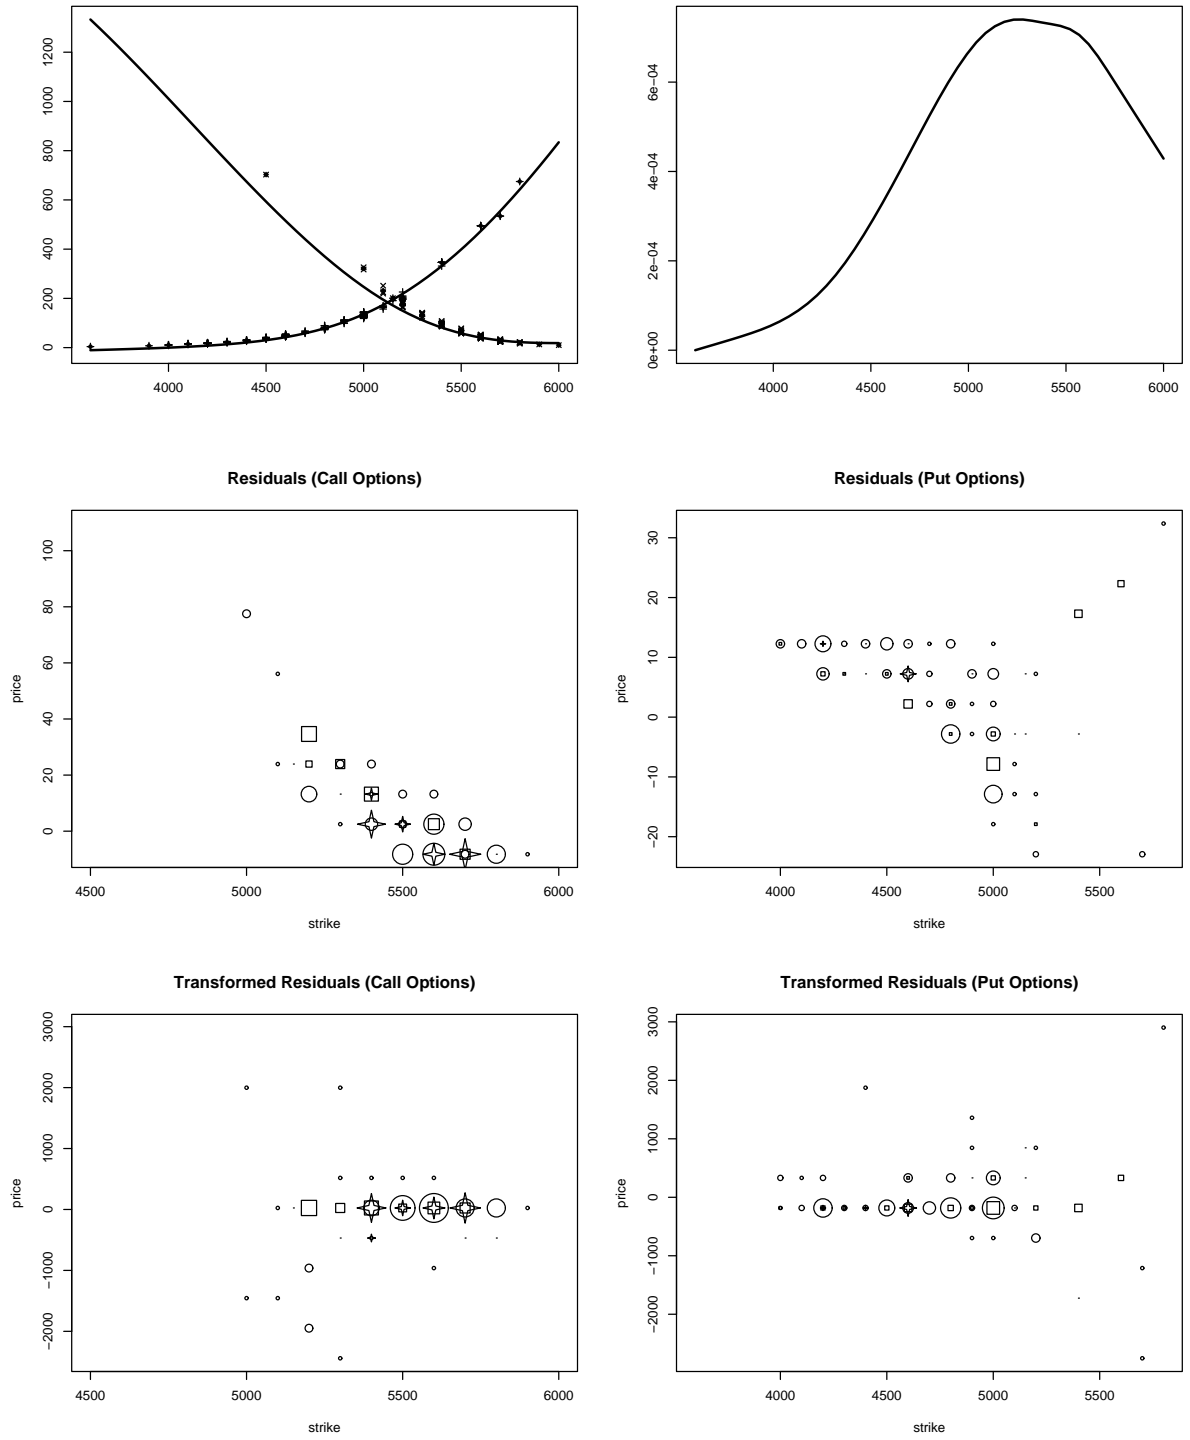 1200
1000
800
600
400
200
0
4000 4500 5000 5500 6000
6e−04
4e−04
2e−04
0e+00
4000 4500 5000 5500 6000
Residuals (Call Options)
price
100
80
60
40
20
0
4500 5000 5500 6000
strike
Residuals (Put Options)
price
30
20
10
0
−10
−20
4000 4500 5000 5500
strike
Transformed Residuals (Call Options)
price
3000
2000
1000
0
−1000
−2000
4500 5000 5500 6000
strike
Transformed Residuals (Put Options)
price
3000
2000
1000
0
−1000
−2000
4000 4500 5000 5500
strike